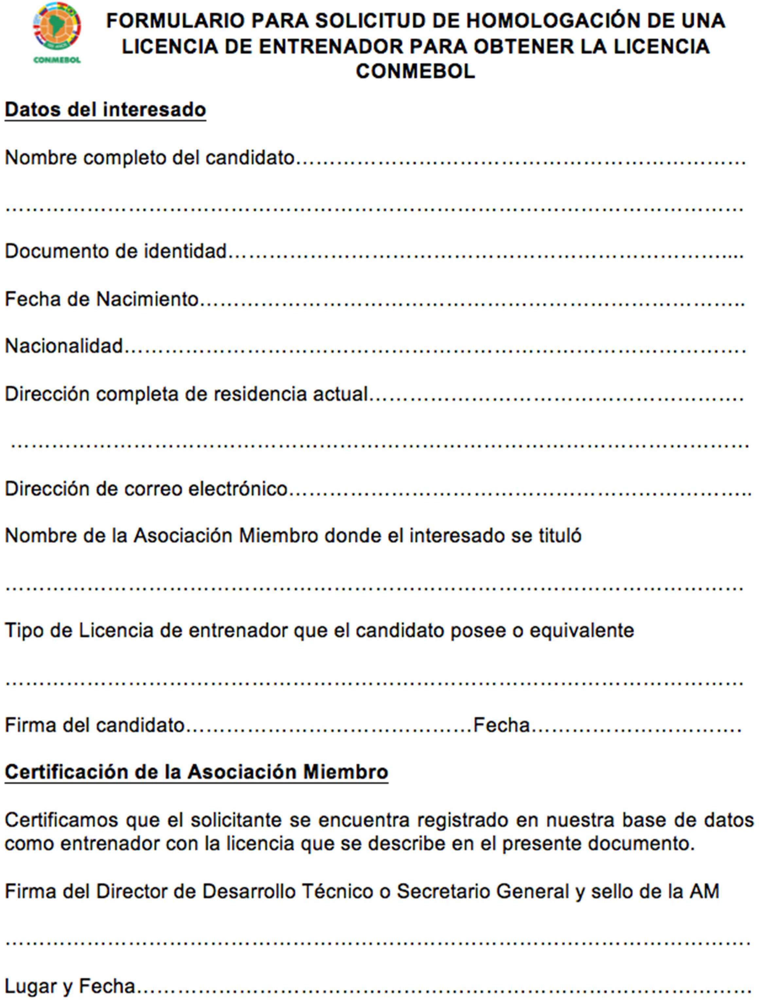 FORMULARIO PARA SOLICITUD DE HOMOLOGACIÓN DE UNA
LICENCIA DE ENTRENADOR PARA OBTENER LA LICENCIA
CONMEBOL
CONMEBOL
Datos del interesado
Nombre completo del candidato……………………………………………………………
……………………………………………………………………………………………………
Documento de identidad…………………………………………………………………....
Fecha de Nacimiento………………………………………………………………………..
Nacionalidad………………………………………………………………………………….
Dirección completa de residencia actual………………………………………………….
……………………………………………………………………………………………………
Dirección de correo electrónico……………………………………………………………..
Nombre de la Asociación Miembro donde el interesado se tituló
……………………………………………………………………………………………………
Tipo de Licencia de entrenador que el candidato posee o equivalente
……………………………………………………………………………………………………
Firma del candidato……………………………………Fecha………………………….
Certificación de la Asociación Miembro
Certificamos que el solicitante se encuentra registrado en nuestra base de datos
como entrenador con la licencia que se describe en el presente documento.
Firma del Director de Desarrollo Técnico o Secretario General y sello de la AM
…………………………………………………………………………………………………….
Lugar y Fecha………………………………………………………………………………….